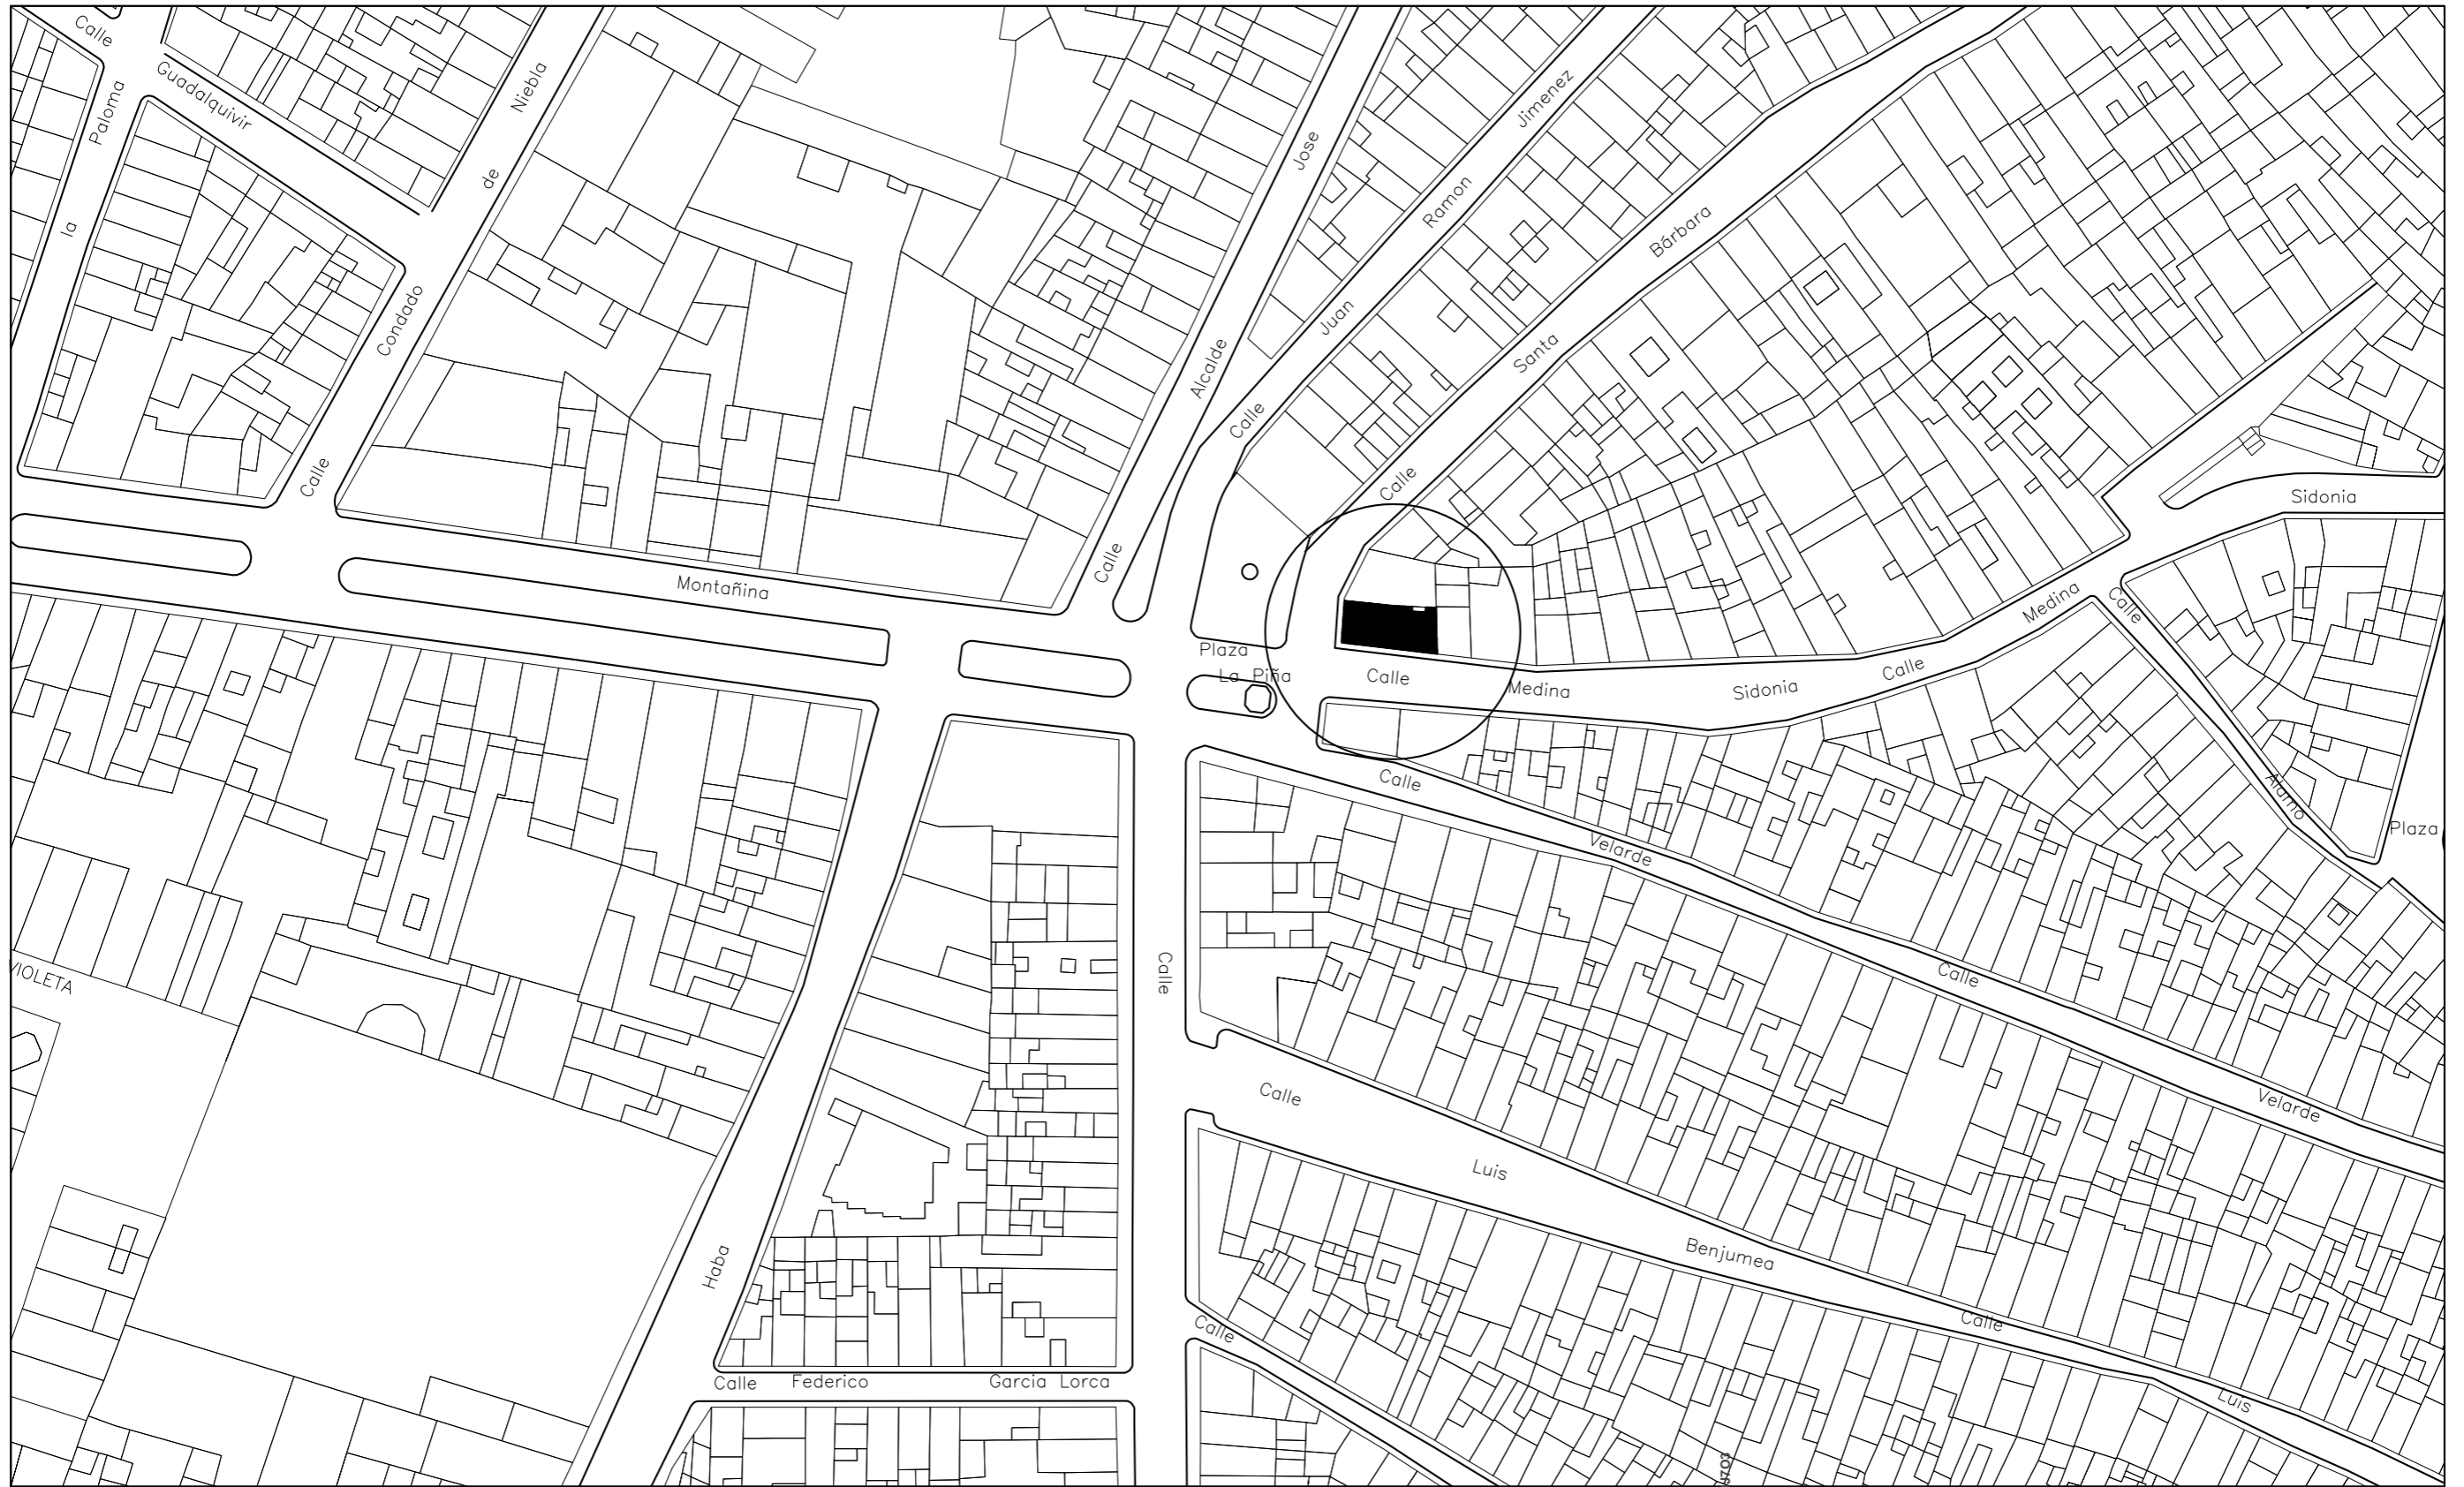 Calle
Guadalquivir
Paloma
la
Niebla
de
Condado
Calle
Montañina
Jose
Alcalde
Calle
Jimenez
Ramon
Juan
Calle
Bárbara
Santa
Calle
Sidonia
Plaza
La Piña
Calle
Medina
Sidonia
Calle
Medina
Calle
Alamo
Plaza
Calle
Velarde
Calle
Velarde
VIOLETA
Calle
Calle
Luis
Benjumea
Calle
Luis
Haba
Calle
Calle Federico Garcia Lorca